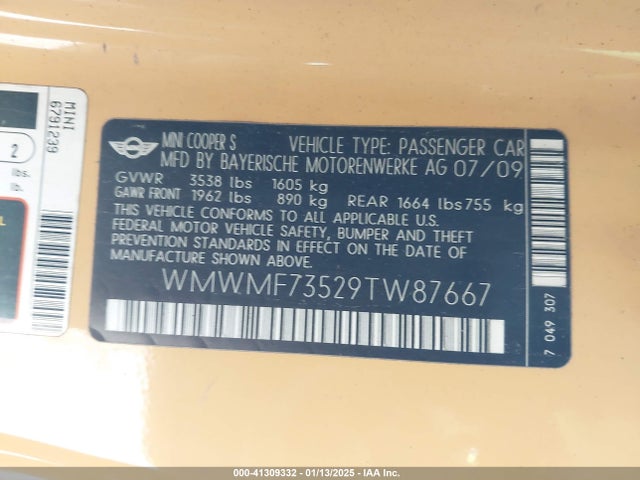 MINI
6791239
2
lbs.
lb.
MINI COOPER S VEHICLE TYPE: PASSENGER CAR
MFD BY BAYERISCHE MOTORENWERKE AG 07/09
GVWR 3538 lbs 1605 kg
GAWR FRONT 1962 lbs 890 kg REAR 1664 lbs 755 kg
THIS VEHICLE CONFORMS TO ALL APPLICABLE U.S.
FEDERAL MOTOR VEHICLE SAFETY, BUMPER AND THEFT
PREVENTION STANDARDS IN EFFECT ON THE DATE OF
MANUFACTURE SHOWN ABOVE.
WMWMF73529TW87667
7 049 307
000-41309332 - 01/13/2025 - IAA Inc.